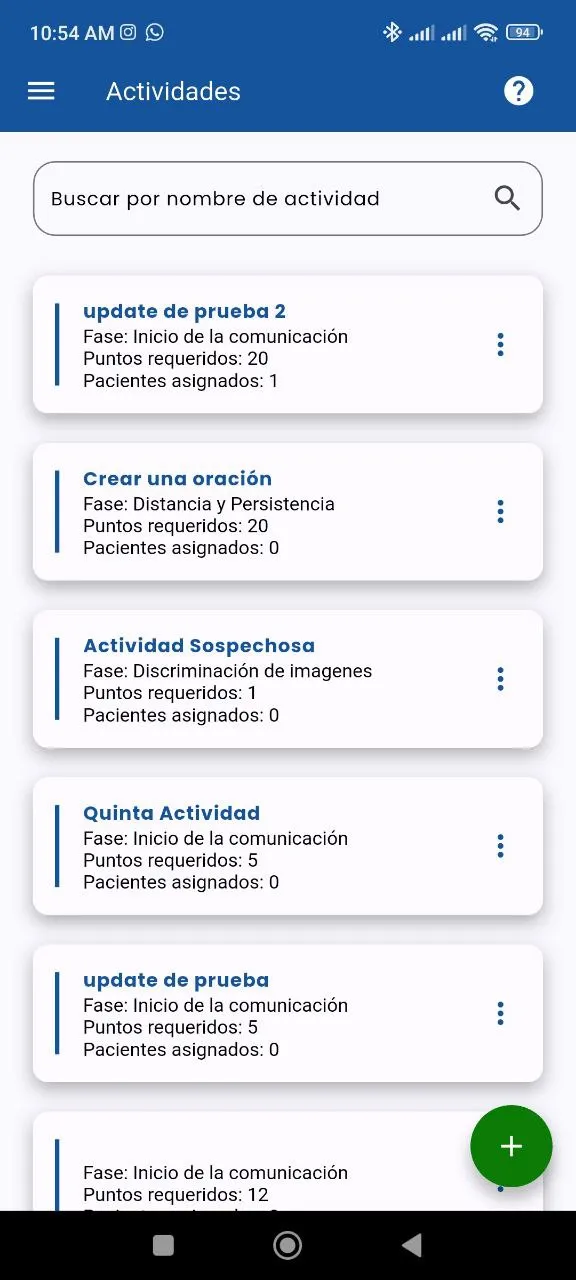 10:54 AM
94
Actividades
Buscar por nombre de actividad
update de prueba 2
Fase: Inicio de la comunicación
Puntos requeridos: 20
Pacientes asignados: 1
Crear una oración
Fase: Distancia y Persistencia
Puntos requeridos: 20
Pacientes asignados: 0
Actividad Sospechosa
Fase: Discriminación de imagenes
Puntos requeridos: 1
Pacientes asignados: 0
Quinta Actividad
Fase: Inicio de la comunicación
Puntos requeridos: 5
Pacientes asignados: 0
update de prueba
Fase: Inicio de la comunicación
Puntos requeridos: 5
Pacientes asignados: 0
Fase: Inicio de la comunicación
Puntos requeridos: 12